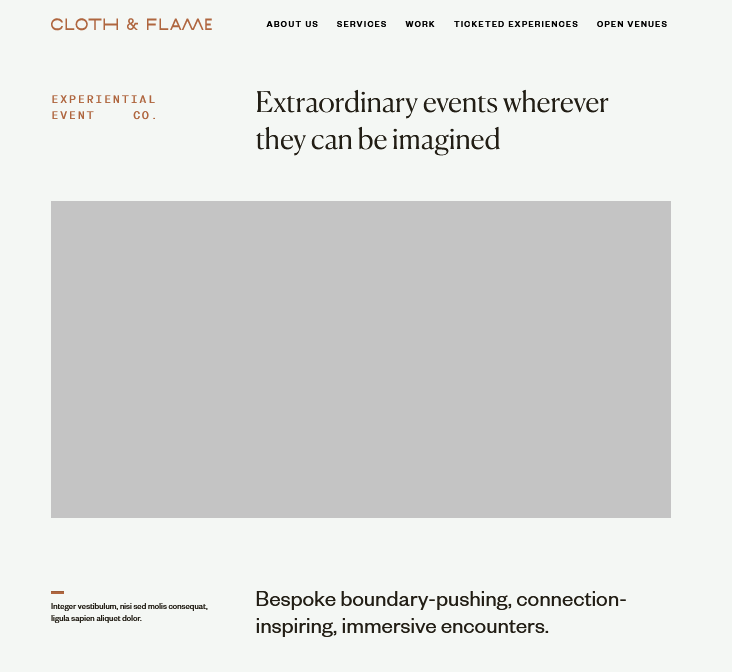 CLOTH & FLAME
ABOUT US SERVICES WORK TICKETED EXPERIENCES OPEN VENUES
EXPERIENTIAL
EVENT CO.
Extraordinary events wherever
they can be imagined
Integer vestibulum, nisi sed molis consequat,
ligula sapien aliquet dolor.
Bespoke boundary-pushing, connection-
inspiring, immersive encounters.